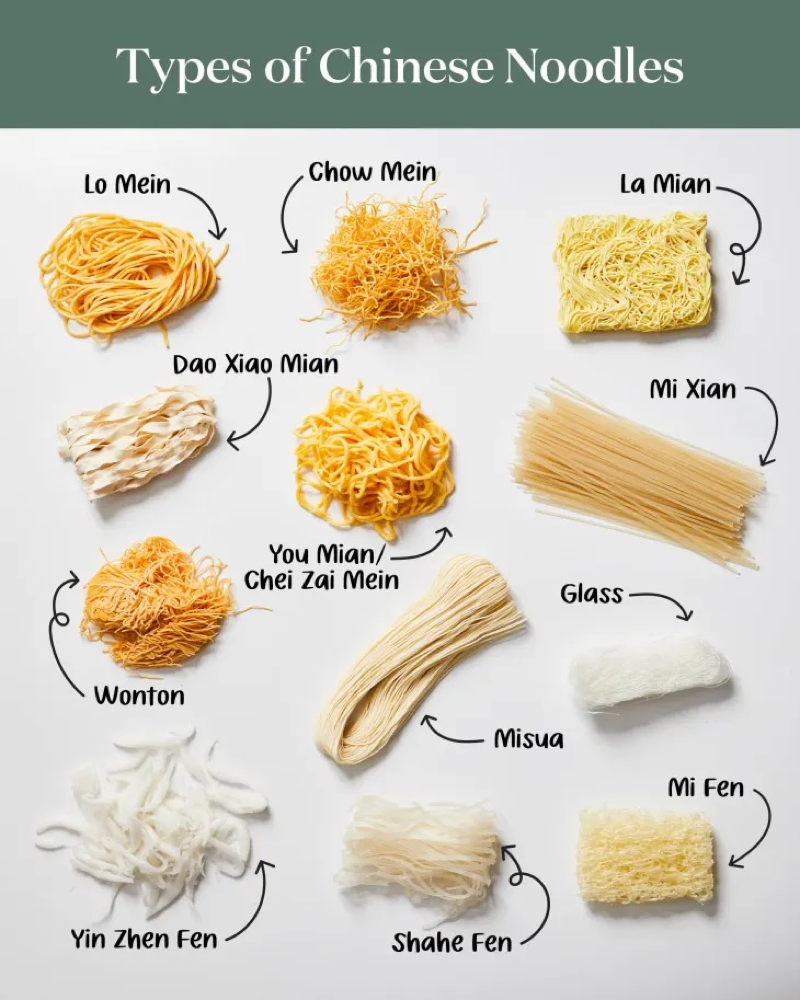 Types of Chinese Noodles
Lo Mein
Chow Mein
La Mian
Dao Xiao Mian
Mi Xian
You Mian/
Chei Zai Mein
Glass
Wonton
Misua
Mi Fen
Yin Zhen Fen
Shahe Fen